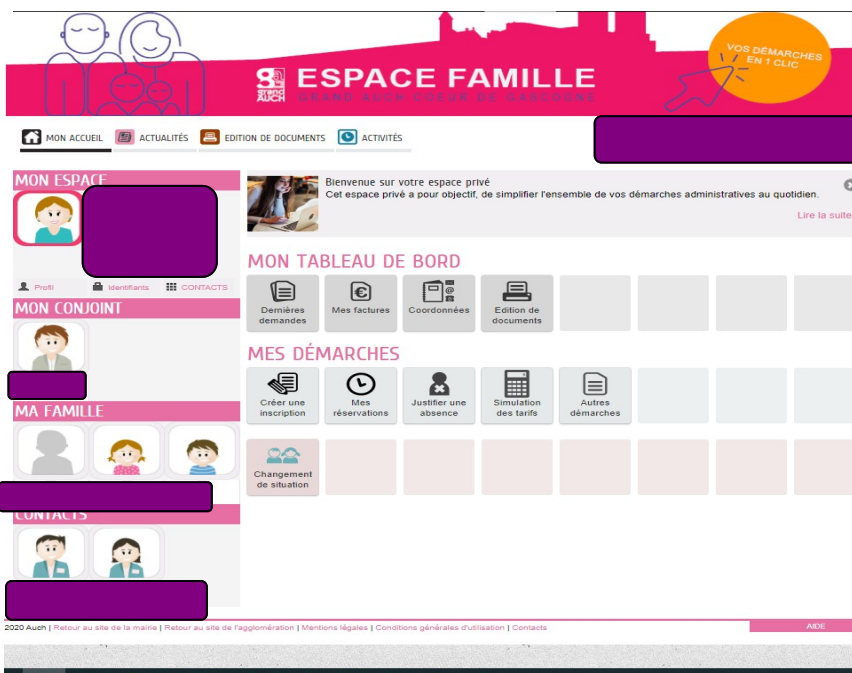 VOS DÉMARCHES
EN 1 CLIC
grand
AUCH
ESPACE FAMILLE
GRAND AUCH COEUR DE GASCOGNE
MON ACCUEIL
ACTUALITÉS
EDITION DE DOCUMENTS
ACTIVITÉS
MON ESPACE
Profil
Identifiants
CONTACTS
MON CONJOINT
MA FAMILLE
CONTACTS
Bienvenue sur votre espace privé
Cet espace privé a pour objectif, de simplifier l'ensemble de vos démarches administratives au quotidien.
Lire la suite
MON TABLEAU DE BORD
Dernières
demandes
Mes factures
Coordonnées
Edition de
documents
MES DÉMARCHES
Créer une
inscription
Mes
réservations
Justifier une
absence
Simulation
des tarifs
Autres
démarches
Changement
de situation
2020 Auch | Retour au site de la mairie | Retour au site de l'agglomération | Mentions légales | Conditions générales d'utilisation | Contacts
AIDE